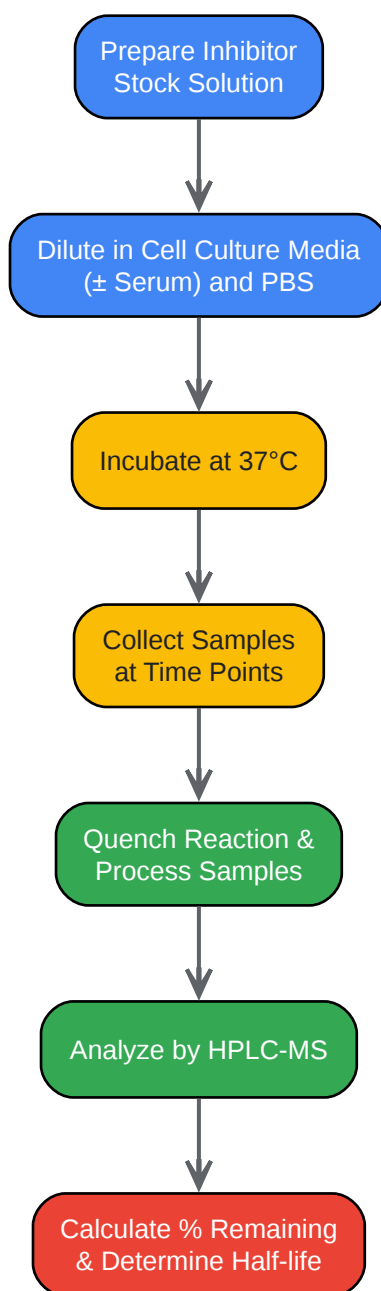 Prepare Inhibitor
Stock Solution
Dilute in Cell Culture Media
(± Serum) and PBS
Incubate at 37°C
Collect Samples
at Time Points
Quench Reaction &
Process Samples
Analyze by HPLC-MS
Calculate % Remaining
& Determine Half-life